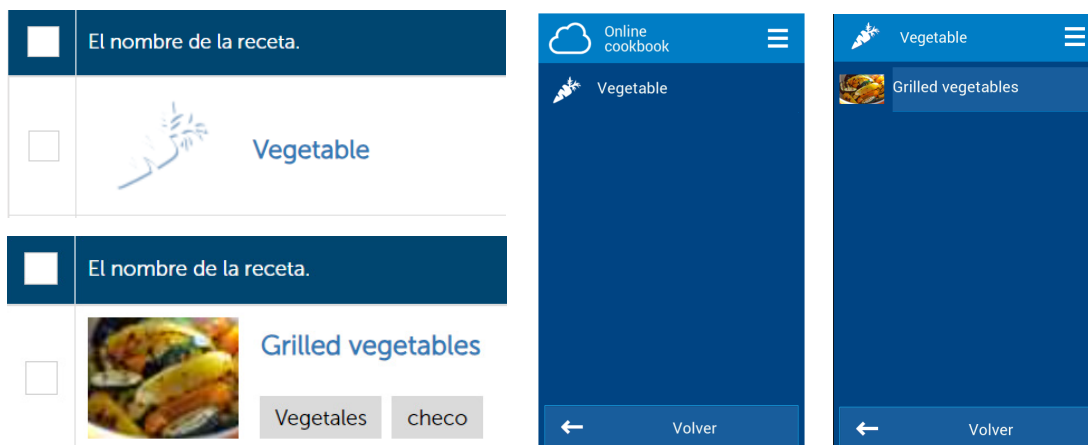 El nombre de la receta.
Vegetable
El nombre de la receta.
Grilled vegetables
Vegetales checo
Online
cookbook
Vegetable
Volver
Vegetable
Grilled vegetables
Volver